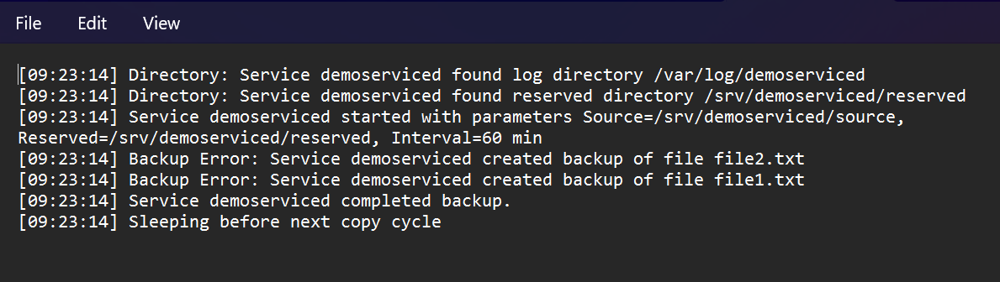 File Edit View
[09:23:14] Directory: Service demoserviced found log directory /var/log/demoserviced
[09:23:14] Directory: Service demoserviced found reserved directory /srv/demoserviced/reserved
[09:23:14] Service demoserviced started with parameters Source=/srv/demoserviced/source,
Reserved=/srv/demoserviced/reserved, Interval=60 min
[09:23:14] Backup Error: Service demoserviced created backup of file file2.txt
[09:23:14] Backup Error: Service demoserviced created backup of file file1.txt
[09:23:14] Service demoserviced completed backup.
[09:23:14] Sleeping before next copy cycle